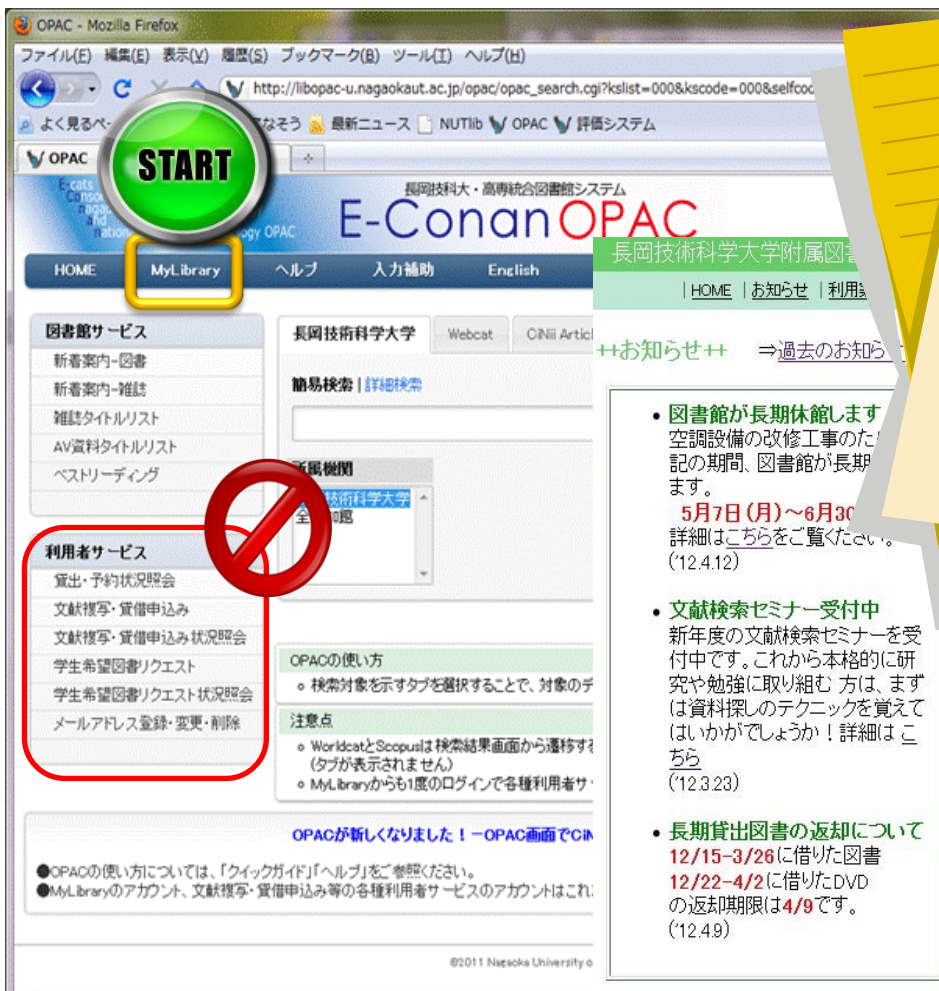 OPAC - Mozilla Firefox
ファイル(F) 編集(E) 表示(V) 履歴(S) ブックマーク(B) ツール(T) ヘルプ(H)
http://libopac-u.nagaokaut.ac.jp/opac/opac_search.cgi?kslist=000&kscode=000&selfcod
よく見るペ なそう 最新ニュース NUTlib OPAC 評価システム
OPAC
START
長岡技科大・高専統合図書館システム
E-Conan OPAC
OPAC
HOME MyLibrary ヘルプ 入力補助 English
図書館サービス
新着案内-図書
新着案内-雑誌
雑誌タイトルリスト
AV資料タイトルリスト
ベストリーディング
利用者サービス
貸出・予約状況照会
文献複写・貸借申込み
文献複写・貸借申込み状況照会
学生希望図書リクエスト
学生希望図書リクエスト状況照会
メールアドレス登録・変更・削除
長岡技術科学大学 Webcat CiNii Articl
簡易検索 | 詳細検索
所属機関
技術科学大学
OPACの使い方
検索対象を示すタブを選択することで、対象のデ
注意点
WorldcatとScopusは検索結果画面から遷移する
(タブが表示されません)
MyLibraryからも1度のログインで各種利用者サ
OPACが新しくなりました!-OPAC画面でCiN
●OPACの使い方については、「クイックガイド」「ヘルプ」をご参照ください。
●MyLibraryのアカウント、文献複写・貸借申込み等の各種利用者サービスのアカウントはこれ
©2011 Nagaoka University o
長岡技術科学大学附属図書
|HOME |お知らせ |利用案
++お知らせ++ ⇒過去のお知らせ
• 図書館が長期休館します
空調設備の改修工事のた
記の期間、図書館が長期
ます。
5月7日(月)～6月30
詳細はこちらをご覧ください。
('12.4.12)
• 文献検索セミナー受付中
新年度の文献検索セミナーを受
付中です。これから本格的に研
究や勉強に取り組む 方は、まず
は資料探しのテクニックを覚えて
はいかがでしょうか!詳細は こ
ちら
('12.3.23)
• 長期貸出図書の返却について
12/15-3/26に借りた図書
12/22-4/2に借りたDVD
の返却期限は4/9です。
('12.4.9)